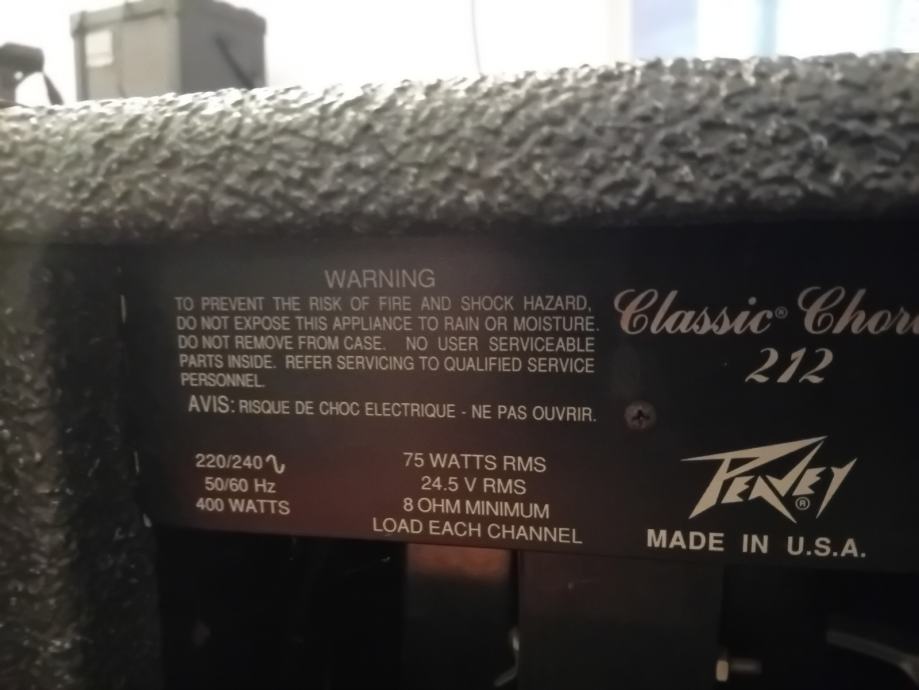 WARNING
TO PREVENT THE RISK OF FIRE AND SHOCK HAZARD,
DO NOT EXPOSE THIS APPLIANCE TO RAIN OR MOISTURE.
DO NOT REMOVE FROM CASE. NO USER SERVICEABLE
PARTS INSIDE. REFER SERVICING TO QUALIFIED SERVICE
PERSONNEL.
AVIS: RISQUE DE CHOC ELECTRIQUE - NE PAS OUVRIR.
220/240∿
50/60 Hz
400 WATTS
75 WATTS RMS
24.5 V RMS
8 OHM MINIMUM
LOAD EACH CHANNEL
Classic® Chor
212
PEAVEY®
MADE IN U.S.A.